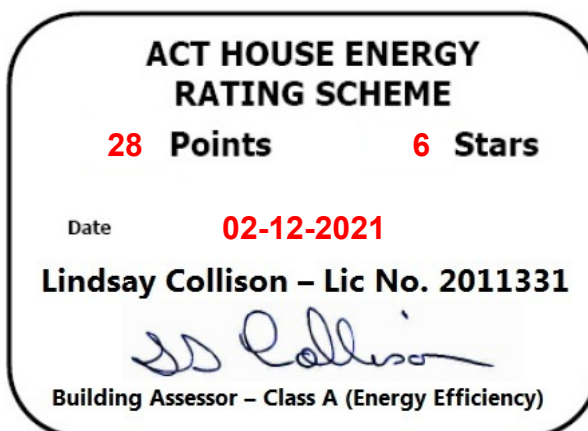 ACT HOUSE ENERGY
RATING SCHEME
28 Points 6 Stars
Date 02-12-2021
Lindsay Collison – Lic No. 2011331
Building Assessor – Class A (Energy Efficiency)